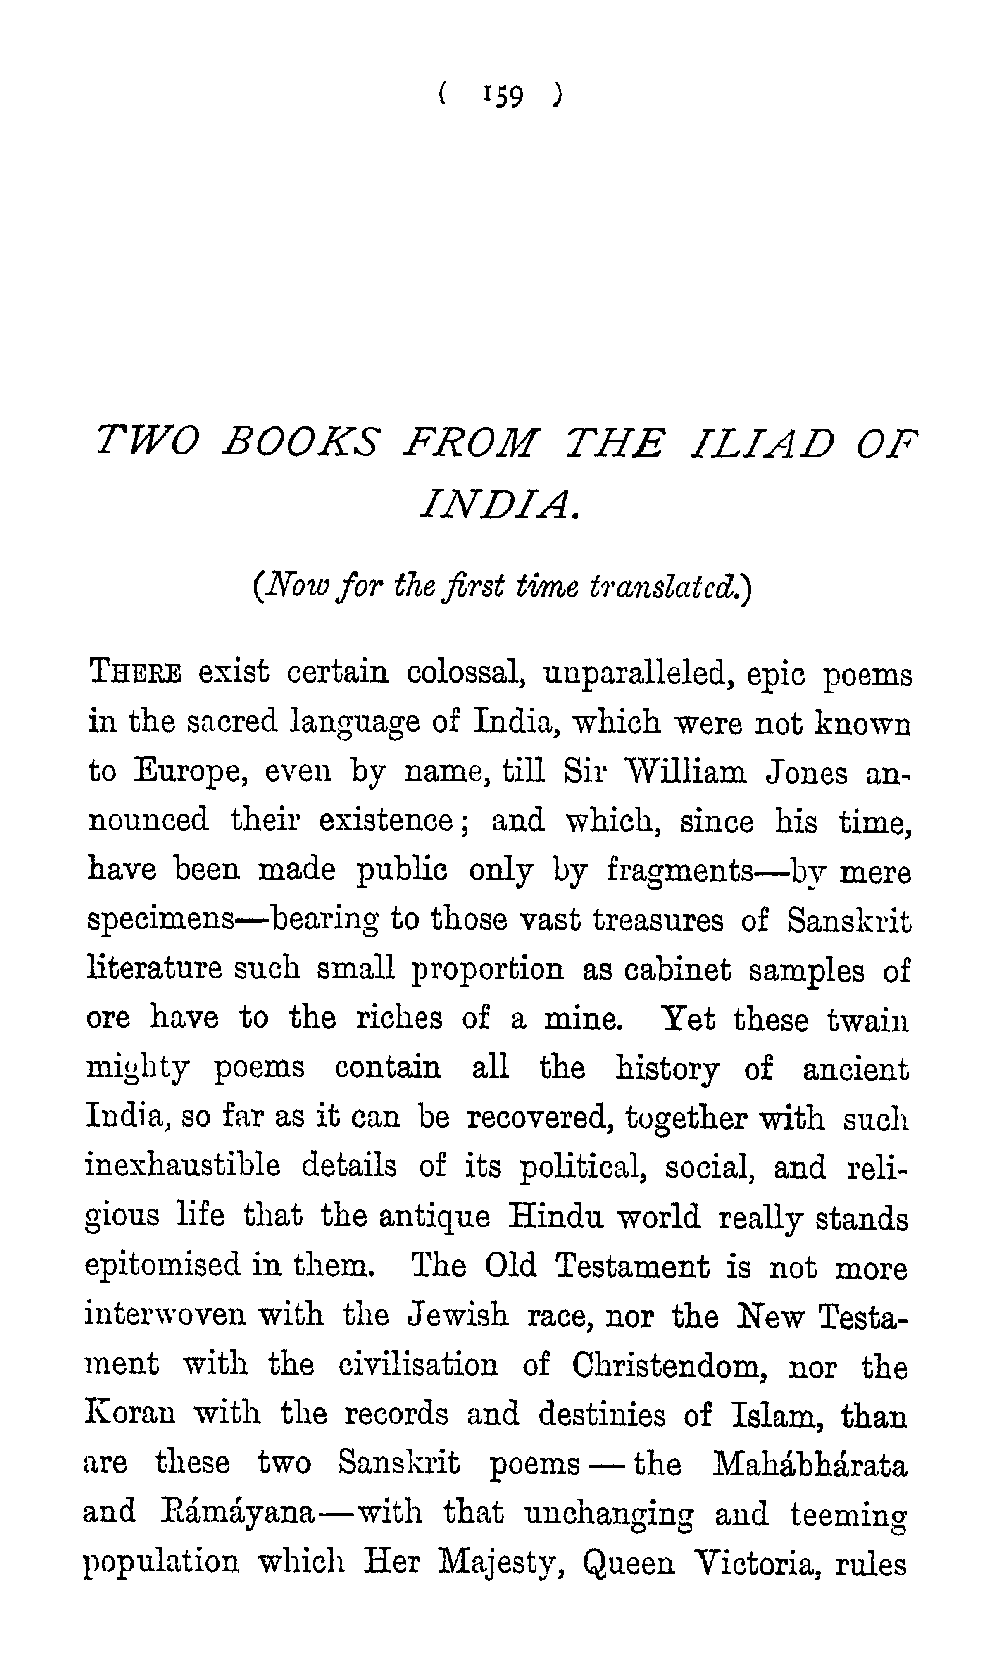 ( 159 )
TWO BOOKS FROM THE ILIAD OF
INDIA.
(Now for the first time translated.)
THERE exist certain colossal, unparalleled, epic poems
in the sacred language of India, which were not known
to Europe, even by name, till Sir William Jones an-
nounced their existence; and which, since his time,
have been made public only by fragments—by mere
specimens—bearing to those vast treasures of Sanskrit
literature such small proportion as cabinet samples of
ore have to the riches of a mine. Yet these twain
mighty poems contain all the history of ancient
India, so far as it can be recovered, together with such
inexhaustible details of its political, social, and reli-
gious life that the antique Hindu world really stands
epitomised in them. The Old Testament is not more
interwoven with the Jewish race, nor the New Testa-
ment with the civilisation of Christendom, nor the
Koran with the records and destinies of Islam, than
are these two Sanskrit poems — the Mahábhárata
and Rámáyana—with that unchanging and teeming
population which Her Majesty, Queen Victoria, rules